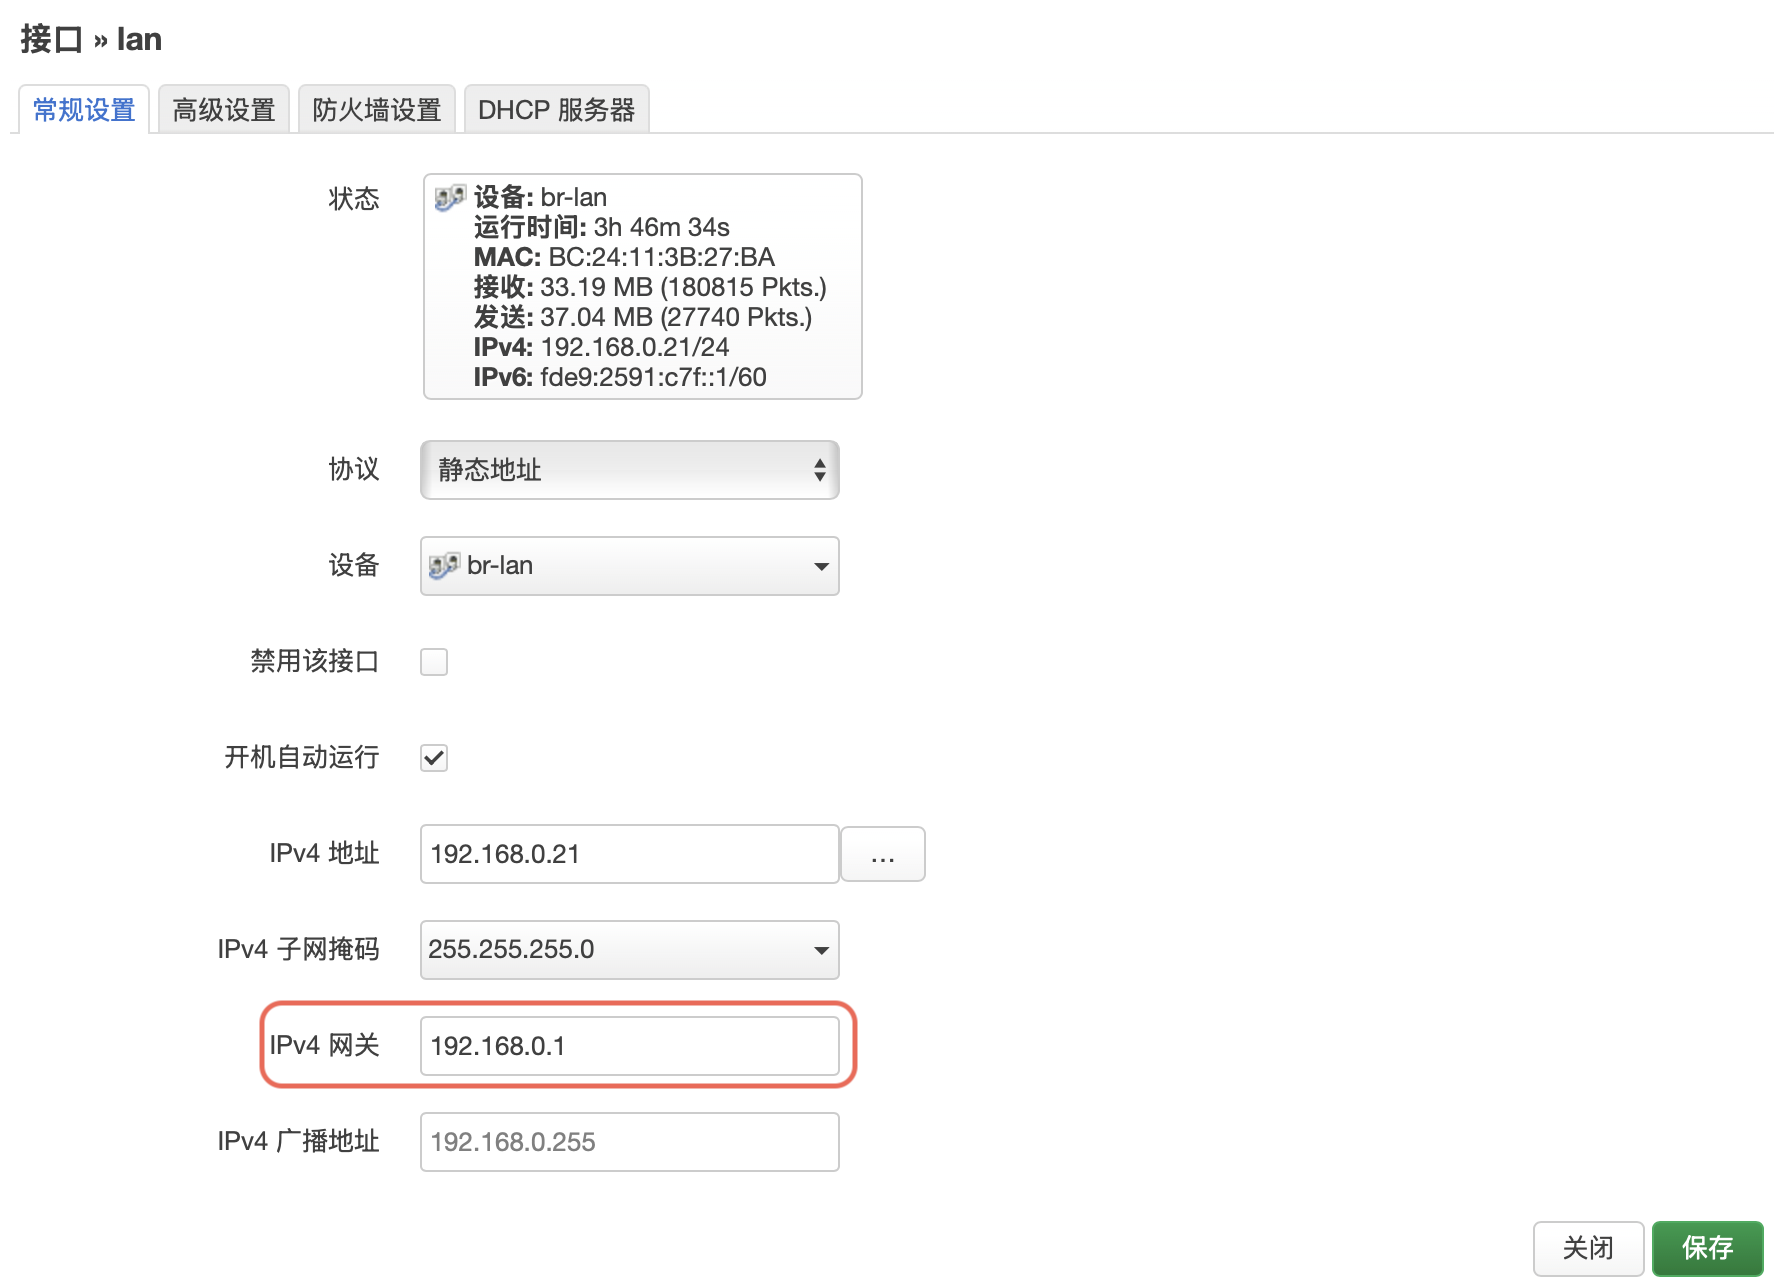 接口 » lan
常规设置 高级设置 防火墙设置 DHCP 服务器
状态
设备: br-lan
运行时间: 3h 46m 34s
MAC: BC:24:11:3B:27:BA
接收: 33.19 MB (180815 Pkts.)
发送: 37.04 MB (27740 Pkts.)
IPv4: 192.168.0.21/24
IPv6: fde9:2591:c7f::1/60
协议 静态地址
设备 br-lan
禁用该接口
开机自动运行
IPv4 地址 192.168.0.21 ...
IPv4 子网掩码 255.255.255.0
IPv4 网关 192.168.0.1
IPv4 广播地址 192.168.0.255
关闭 保存